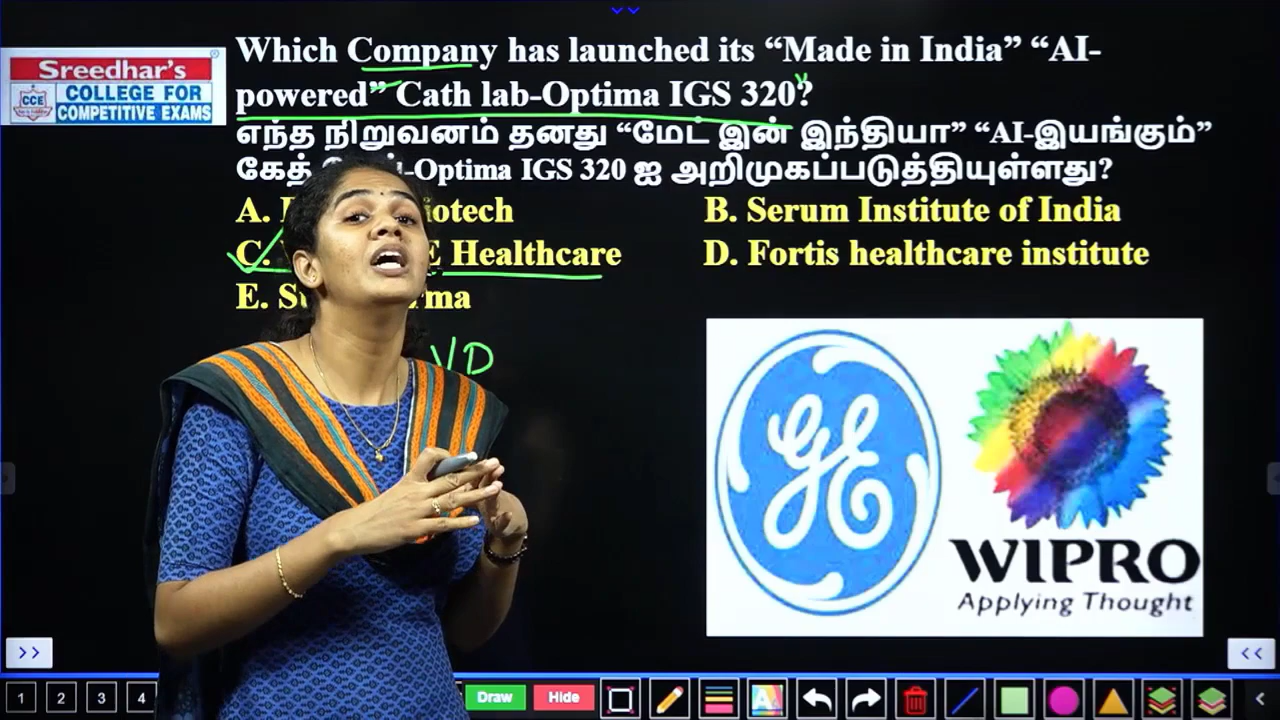 Sreedhar's
CCE
COLLEGE FOR
COMPETITIVE EXAMS
Which Company has launched its “Made in India” “AI-
powered” Cath lab-Optima IGS 320?
எந்த நிறுவனம் தனது “மேட் இன் இந்தியா” “AI-இயங்கும்”
கேத் -Optima IGS 320 ஐ அறிமுகப்படுத்தியுள்ளது?
A.
B. Serum Institute of India
C. Healthcare
D. Fortis healthcare institute
E.
VD
GE
WIPRO
Applying Thought
>>
<<
1 2 3 4
Draw Hide